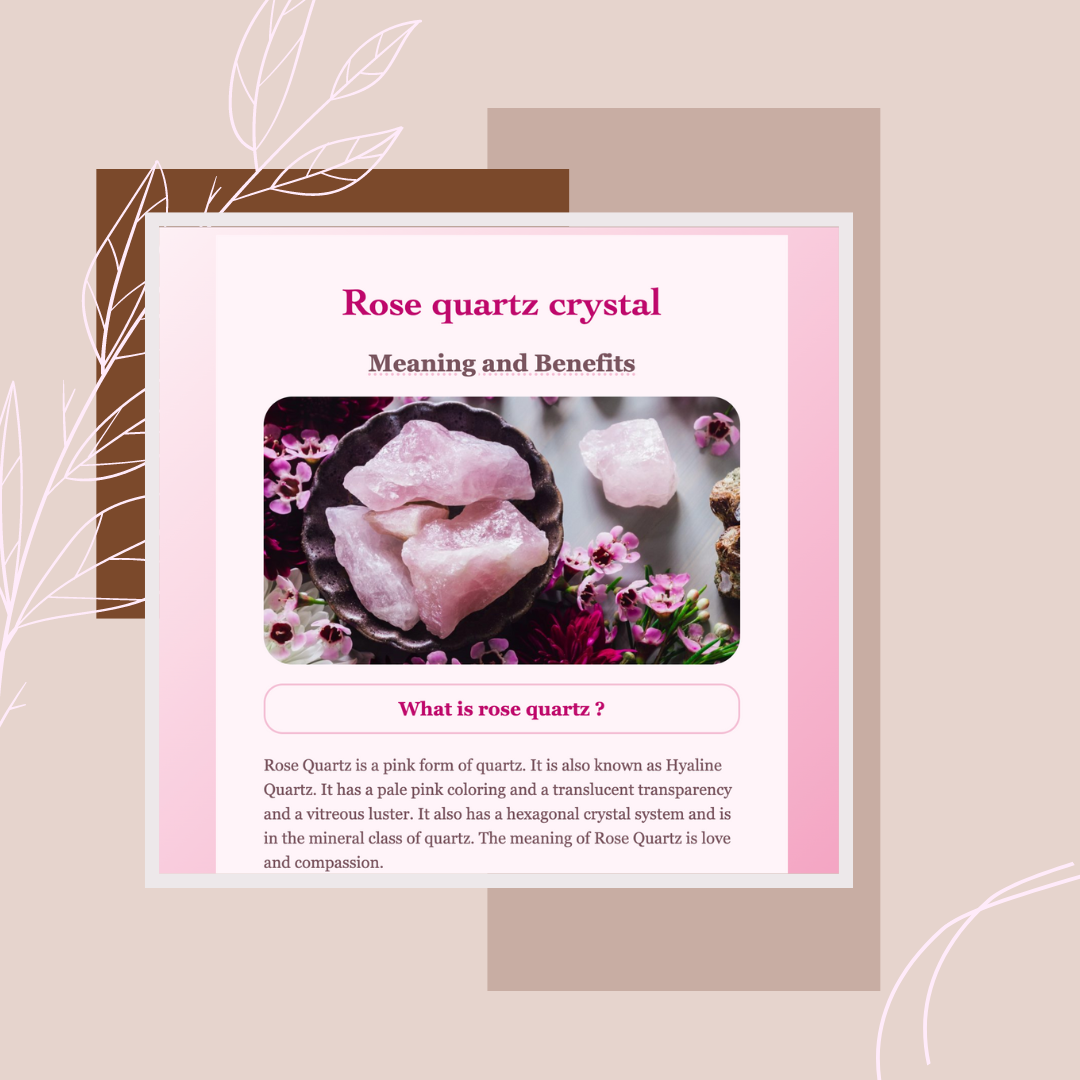 Rose quartz crystal
Meaning and Benefits
What is rose quartz ?
Rose Quartz is a pink form of quartz. It is also known as Hyaline
Quartz. It has a pale pink coloring and a translucent transparency
and a vitreous luster. It also has a hexagonal crystal system and is
in the mineral class of quartz. The meaning of Rose Quartz is love
and compassion.